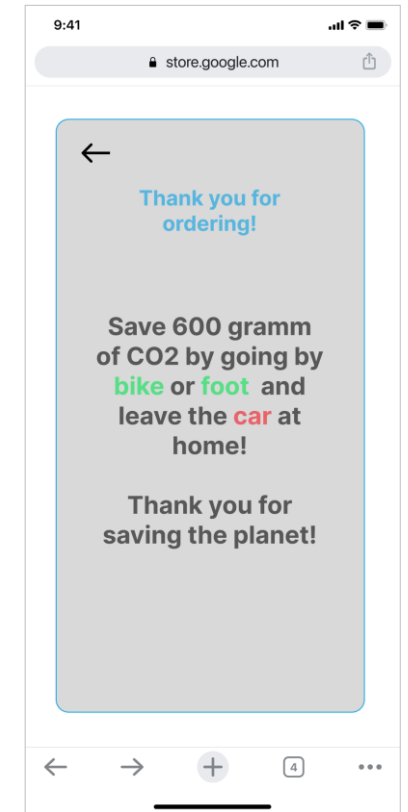 9:41
store.google.com
Thank you for
ordering!
Save 600 gramm
of CO2 by going by
bike or foot and
leave the car at
home!
Thank you for
saving the planet!
4